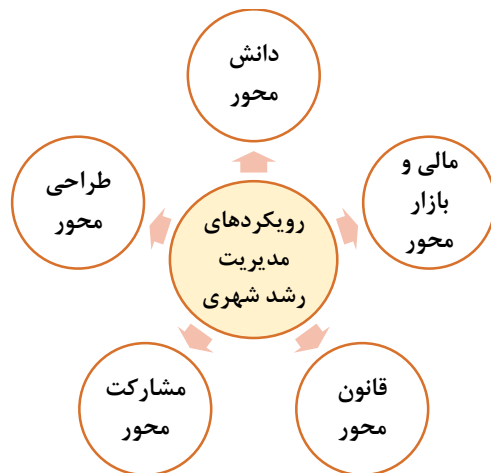 دانش
محور
مالی و
بازار
محور
طراحی
محور
رویکردهای
مدیریت
رشد شهری
مشارکت
محور
قانون
محور